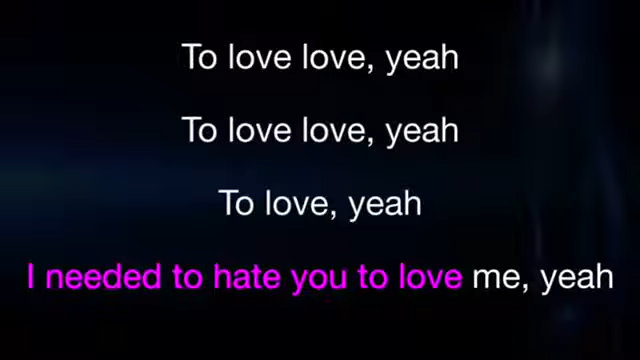 To love love, yeah
To love love, yeah
To love, yeah
I needed to hate you to love me, yeah